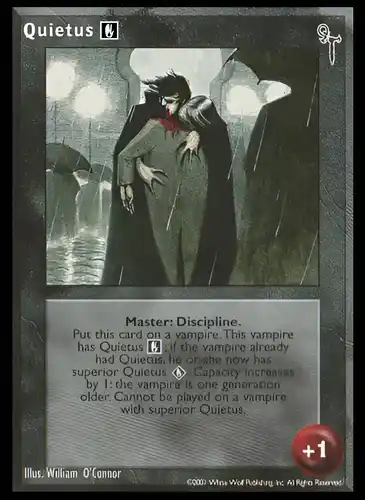 Quietus
Master: Discipline.
Put this card on a vampire. This vampire
has Quietus ; if the vampire already
had Quietus, he or she now has
superior Quietus . Capacity increases
by 1: the vampire is one generation
older. Cannot be played on a vampire
with superior Quietus.
+1
Illus. William O'Connor
©2000 White Wolf Publishing, Inc. All Rights Reserved.